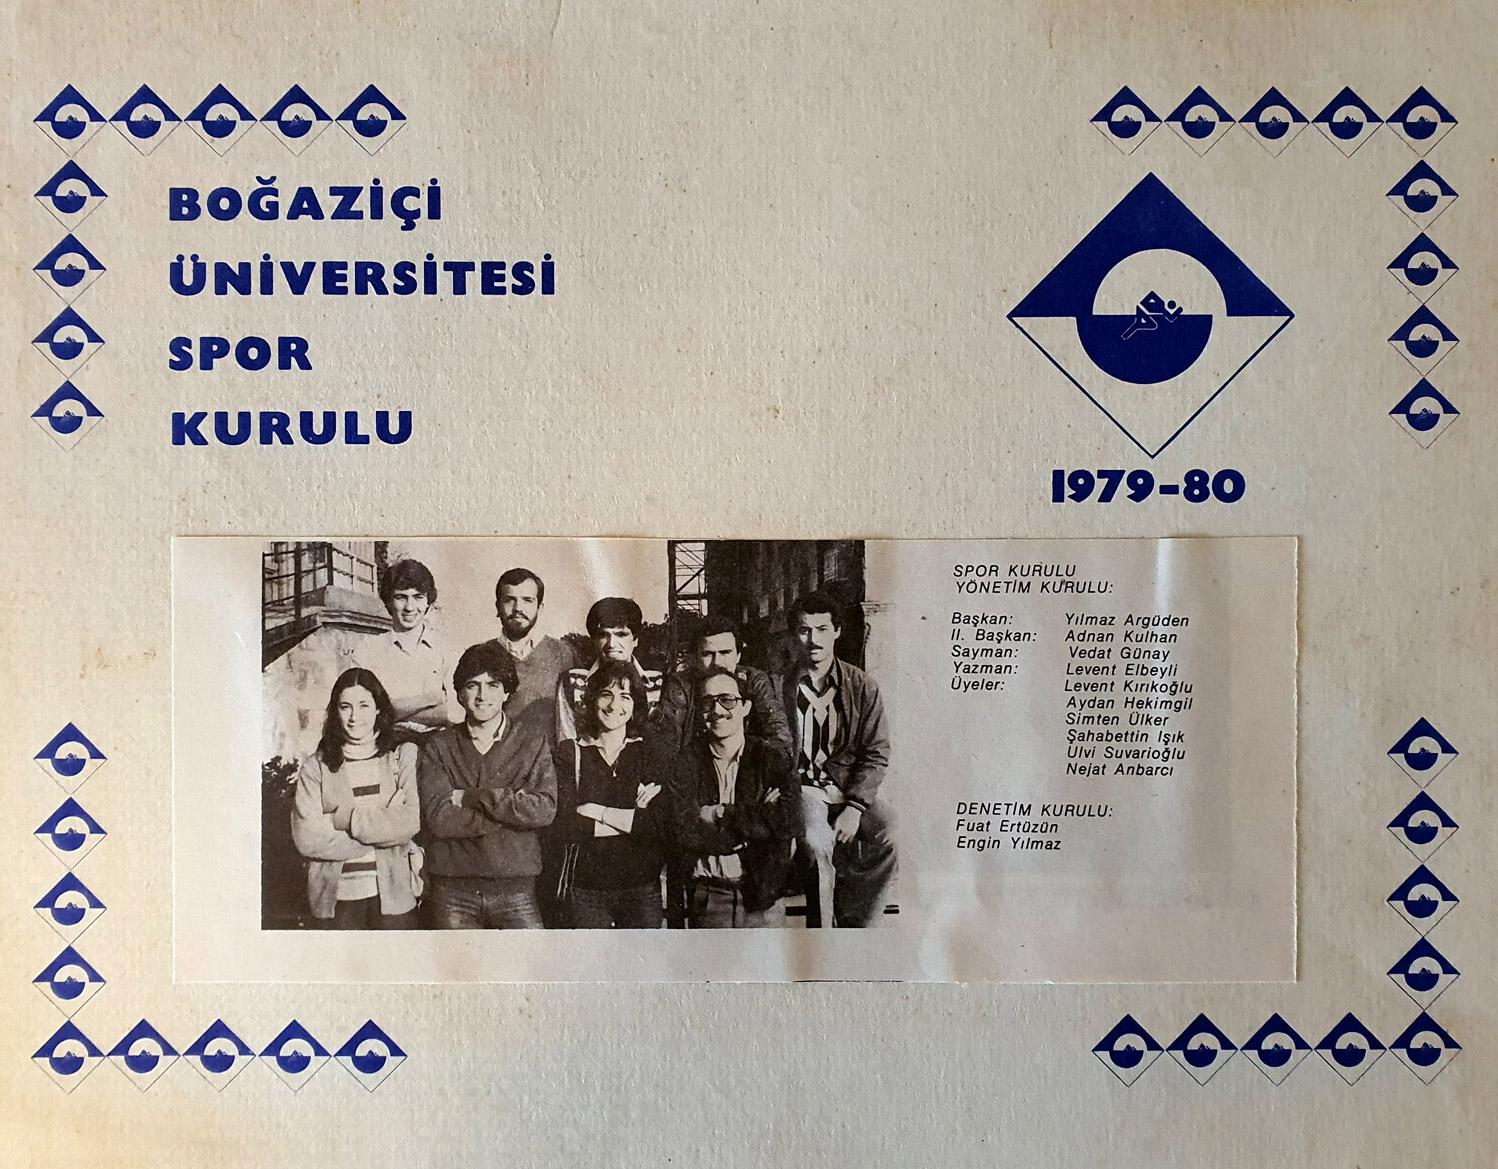 BOĞAZİÇİ
ÜNİVERSİTESİ
SPOR
KURULU
1979-80
SPOR KURULU
YÖNETİM KURULU:
Başkan: Yılmaz Argüden
II. Başkan: Adnan Kulhan
Sayman: Vedat Günay
Yazman: Levent Elbeyli
Üyeler: Levent Kırıkoğlu
Aydan Hekimgil
Simten Ülker
Şahabettin Işık
Ulvi Suvarioğlu
Nejat Anbarcı
DENETİM KURULU:
Fuat Ertüzün
Engin Yılmaz